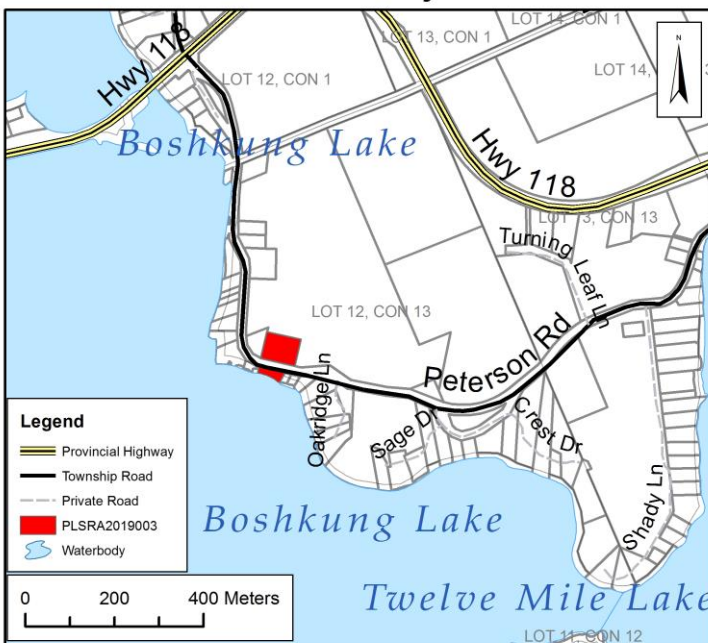 LOT 14, CON 1
LOT 13, CON 1
N
Hwy 118
LOT 12, CON 1
LOT 14,
Boshkung Lake
Hwy 118
LOT 13, CON 13
Turning Leaf Ln
LOT 12, CON 13
Peterson Rd
Oakridge Ln
Sage Dr
Crest Dr
Shady Ln
Legend
Provincial Highway
Township Road
Private Road
PLSRA2019003
Waterbody
Boshkung Lake
0 200 400 Meters
Twelve Mile Lake
LOT 11, CON 12